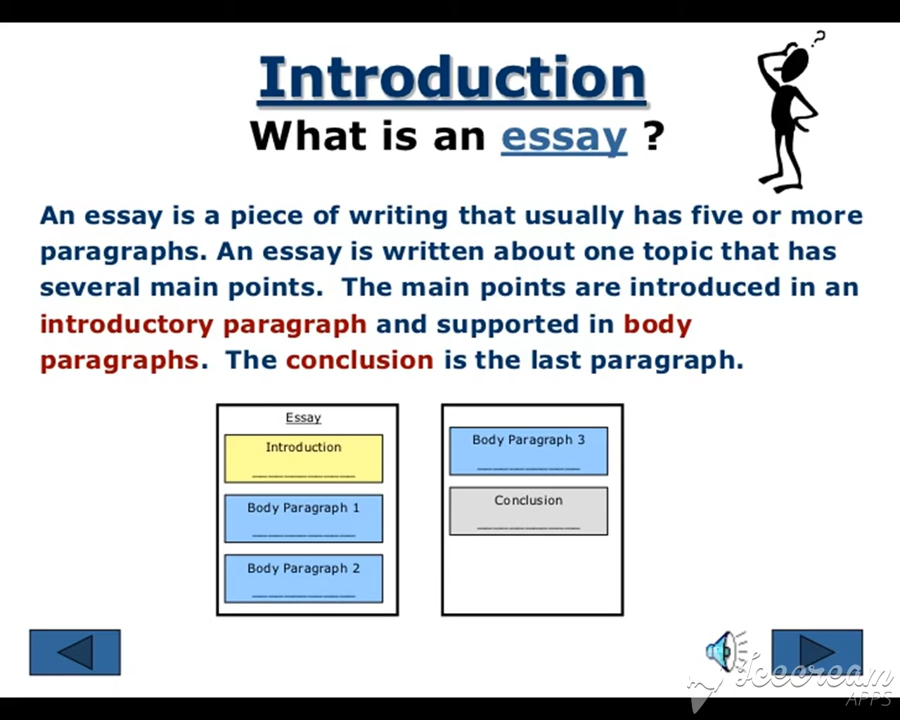 ?
Introduction
What is an essay ?
An essay is a piece of writing that usually has five or more
paragraphs. An essay is written about one topic that has
several main points.  The main points are introduced in an
introductory paragraph and supported in body
paragraphs.  The conclusion is the last paragraph.
Essay
Introduction
Body Paragraph 1
Body Paragraph 2
Body Paragraph 3
Conclusion
Icecream
APPS